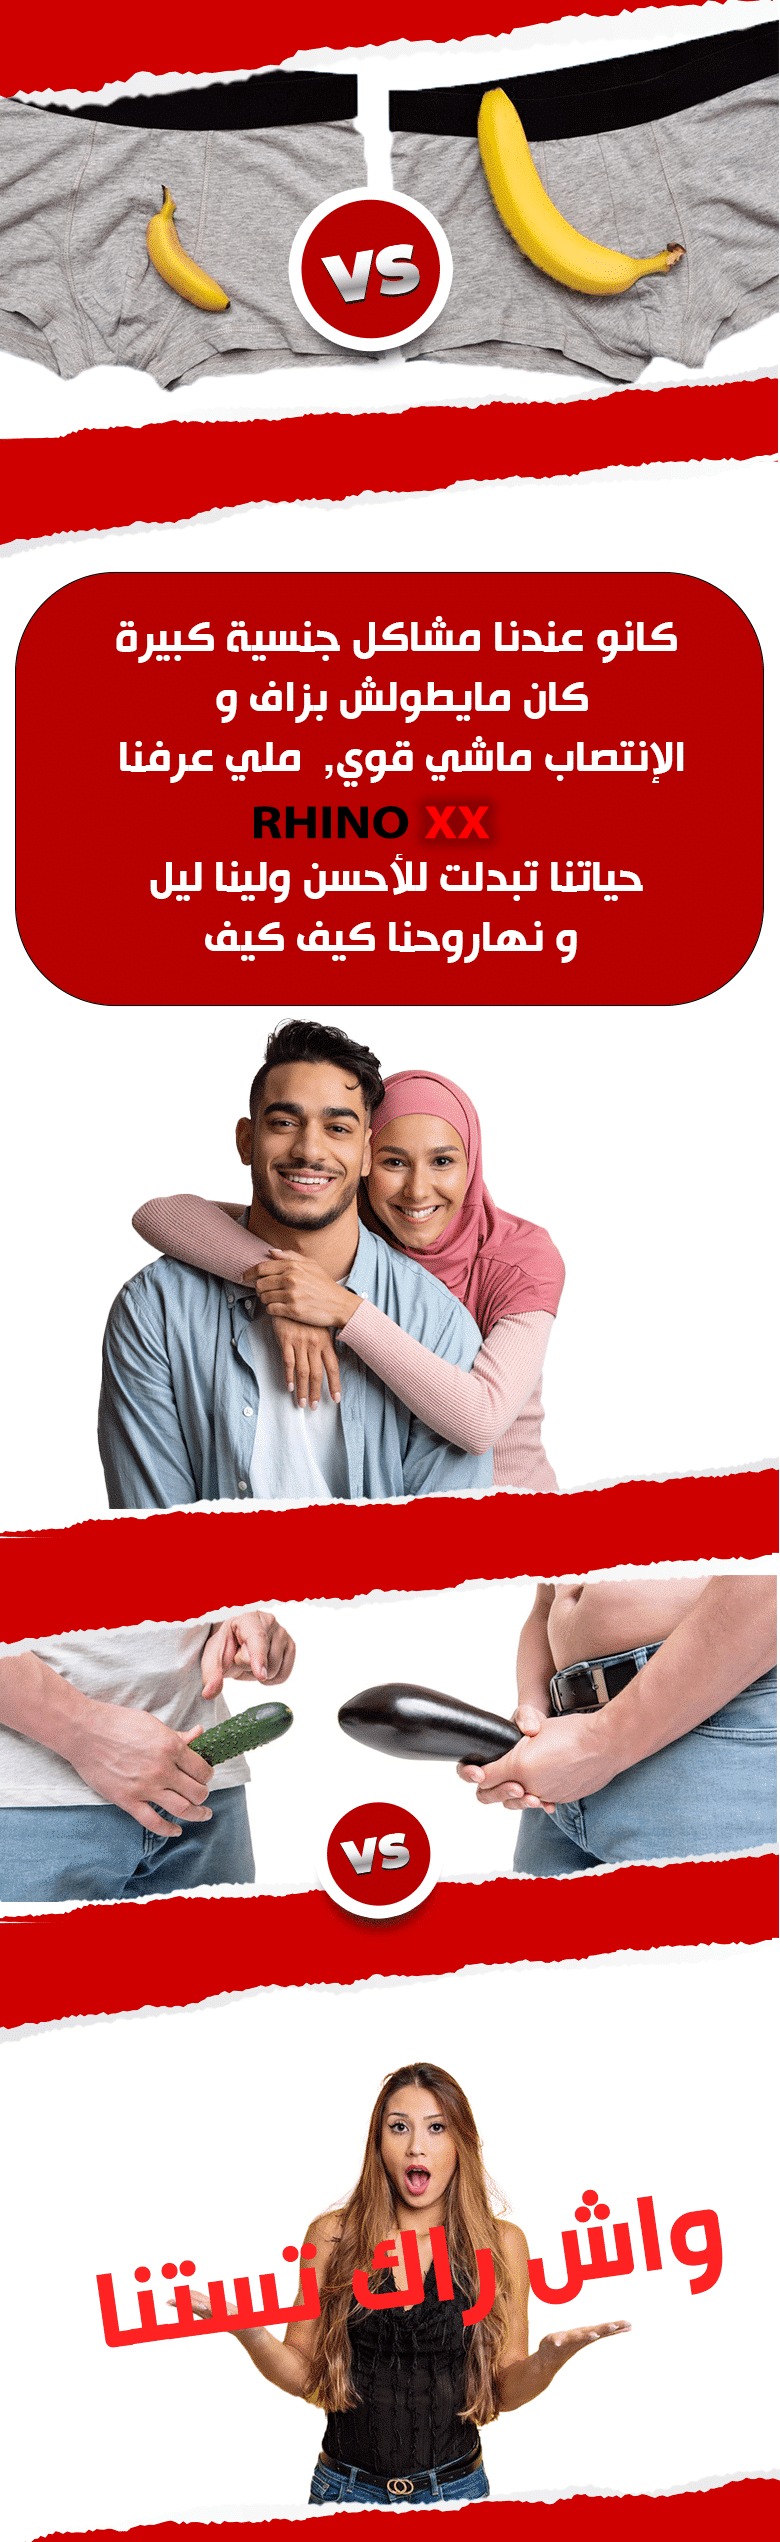 VS
كانو عندنا مشاكل جنسية كبيرة
كان مايطولش بزاف و
الإنتصاب ماشي قوي, ملي عرفنا
RHINO XX
حياتنا تبدلت للأحسن ولينا ليل
و نهاروحنا كيف كيف
VS
واش راك تستنا